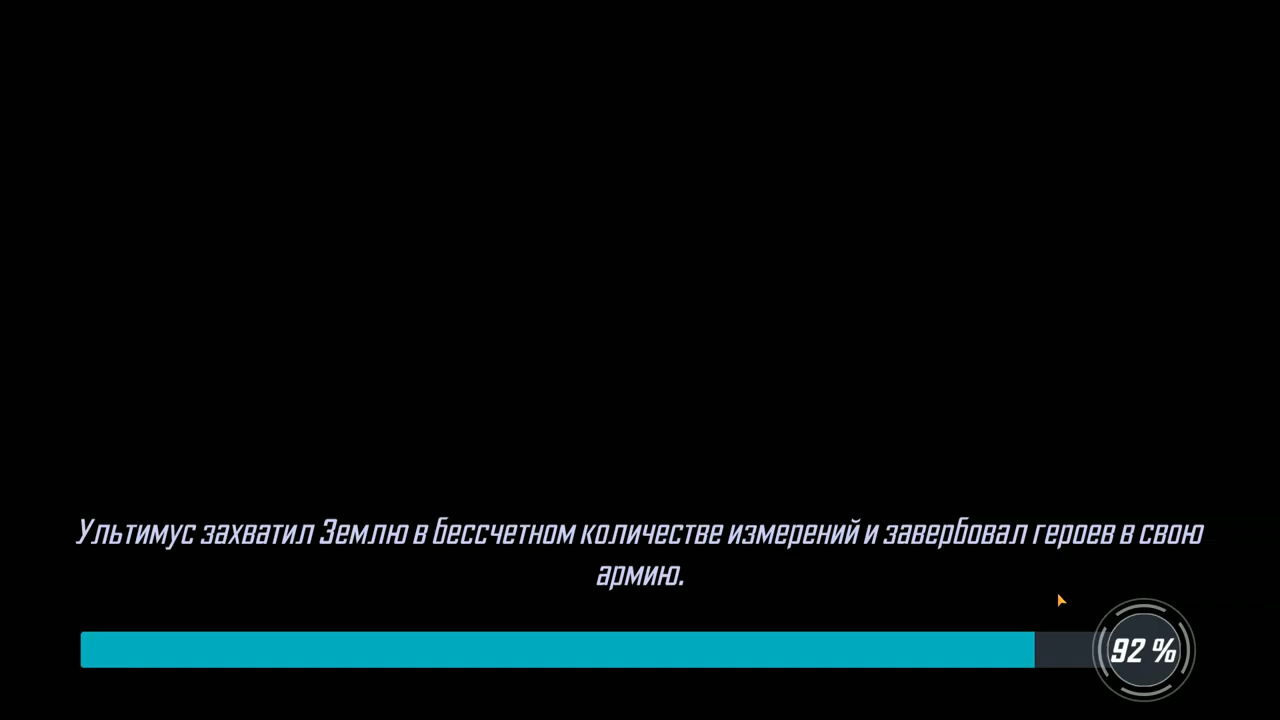 Ультимус захватил Землю в бессчетном количестве измерений и завербовал героев в свою
армию.
92 %